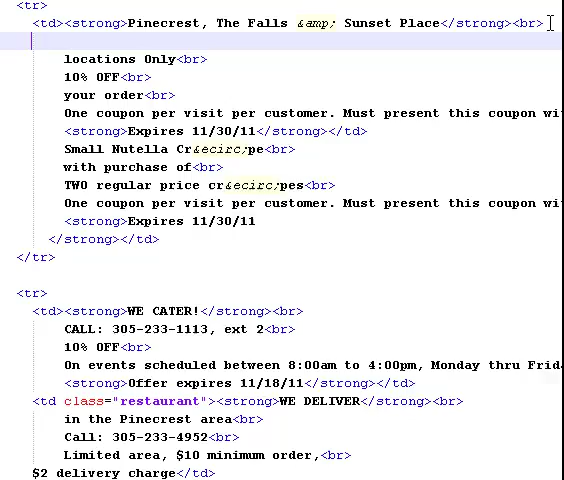 <tr>
<td><strong>Pinecrest, The Falls &amp; Sunset Place</strong><br>
locations Only<br>
10% OFF<br>
your order<br>
One coupon per visit per customer. Must present this coupon wi
<strong>Expires 11/30/11</strong></td>
Small Nutella Cr&ecirc;pe<br>
with purchase of<br>
TWO regular price cr&ecirc;pes<br>
One coupon per visit per customer. Must present this coupon wi
<strong>Expires 11/30/11
</strong></td>
</tr>
<tr>
<td><strong>WE CATER!</strong><br>
CALL: 305-233-1113, ext 2<br>
10% OFF<br>
On events scheduled between 8:00am to 4:00pm, Monday thru Frid
<strong>Offer expires 11/18/11</strong></td>
<td class="restaurant"><strong>WE DELIVER</strong><br>
in the Pinecrest area<br>
Call: 305-233-4952<br>
Limited area, $10 minimum order,<br>
$2 delivery charge</td>